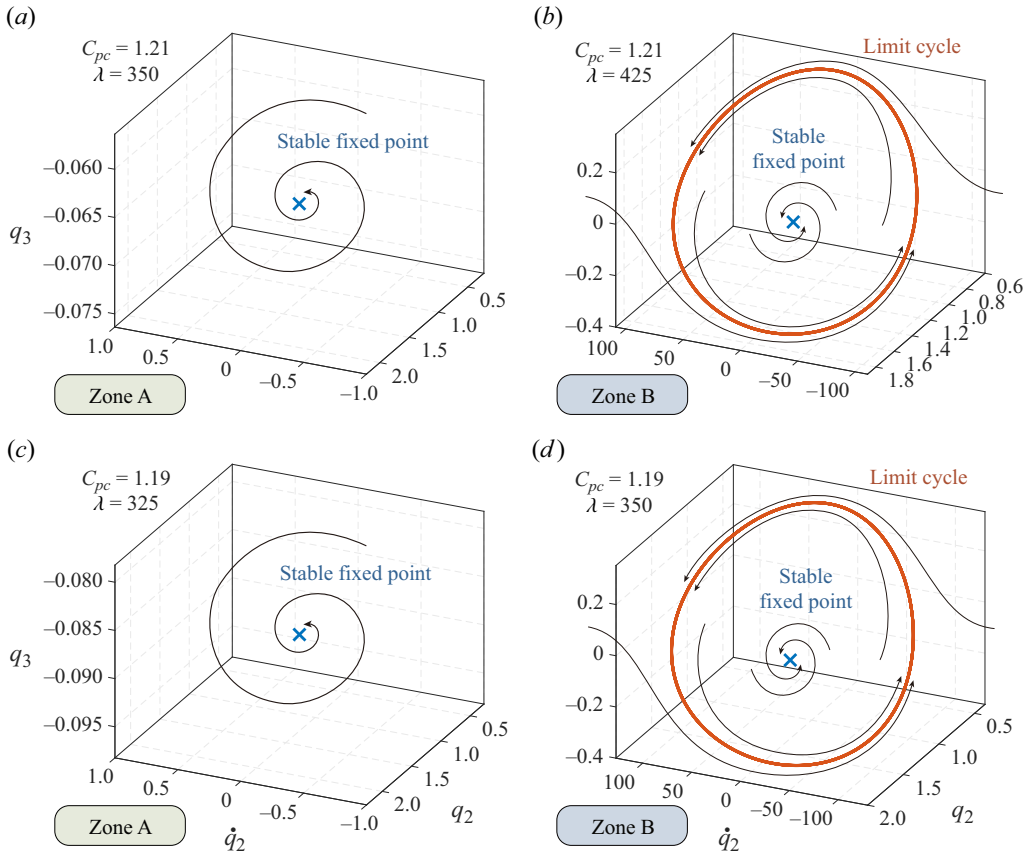 (a)
C_pc = 1.21
λ = 350
Stable fixed point
–0.060
–0.065
–0.070
–0.075
q_3
1.0
0.5
0
–0.5
–1.0
0.5
1.0
1.5
2.0
Zone A
(b)
C_pc = 1.21
λ = 425
Limit cycle
Stable
fixed point
0.2
0
–0.2
–0.4
100
50
0
–50
–100
0.6
0.8
1.0
1.2
1.4
1.6
1.8
Zone B
(c)
C_pc = 1.19
λ = 325
Stable fixed point
–0.080
–0.085
–0.090
–0.095
q_3
1.0
0.5
0
–0.5
–1.0
0.5
1.0
1.5
2.0
q_2
q̇_2
Zone A
(d)
C_pc = 1.19
λ = 350
Limit cycle
Stable
fixed point
0.2
0
–0.2
–0.4
100
50
0
–50
–100
0.5
1.0
1.5
2.0
q_2
q̇_2
Zone B